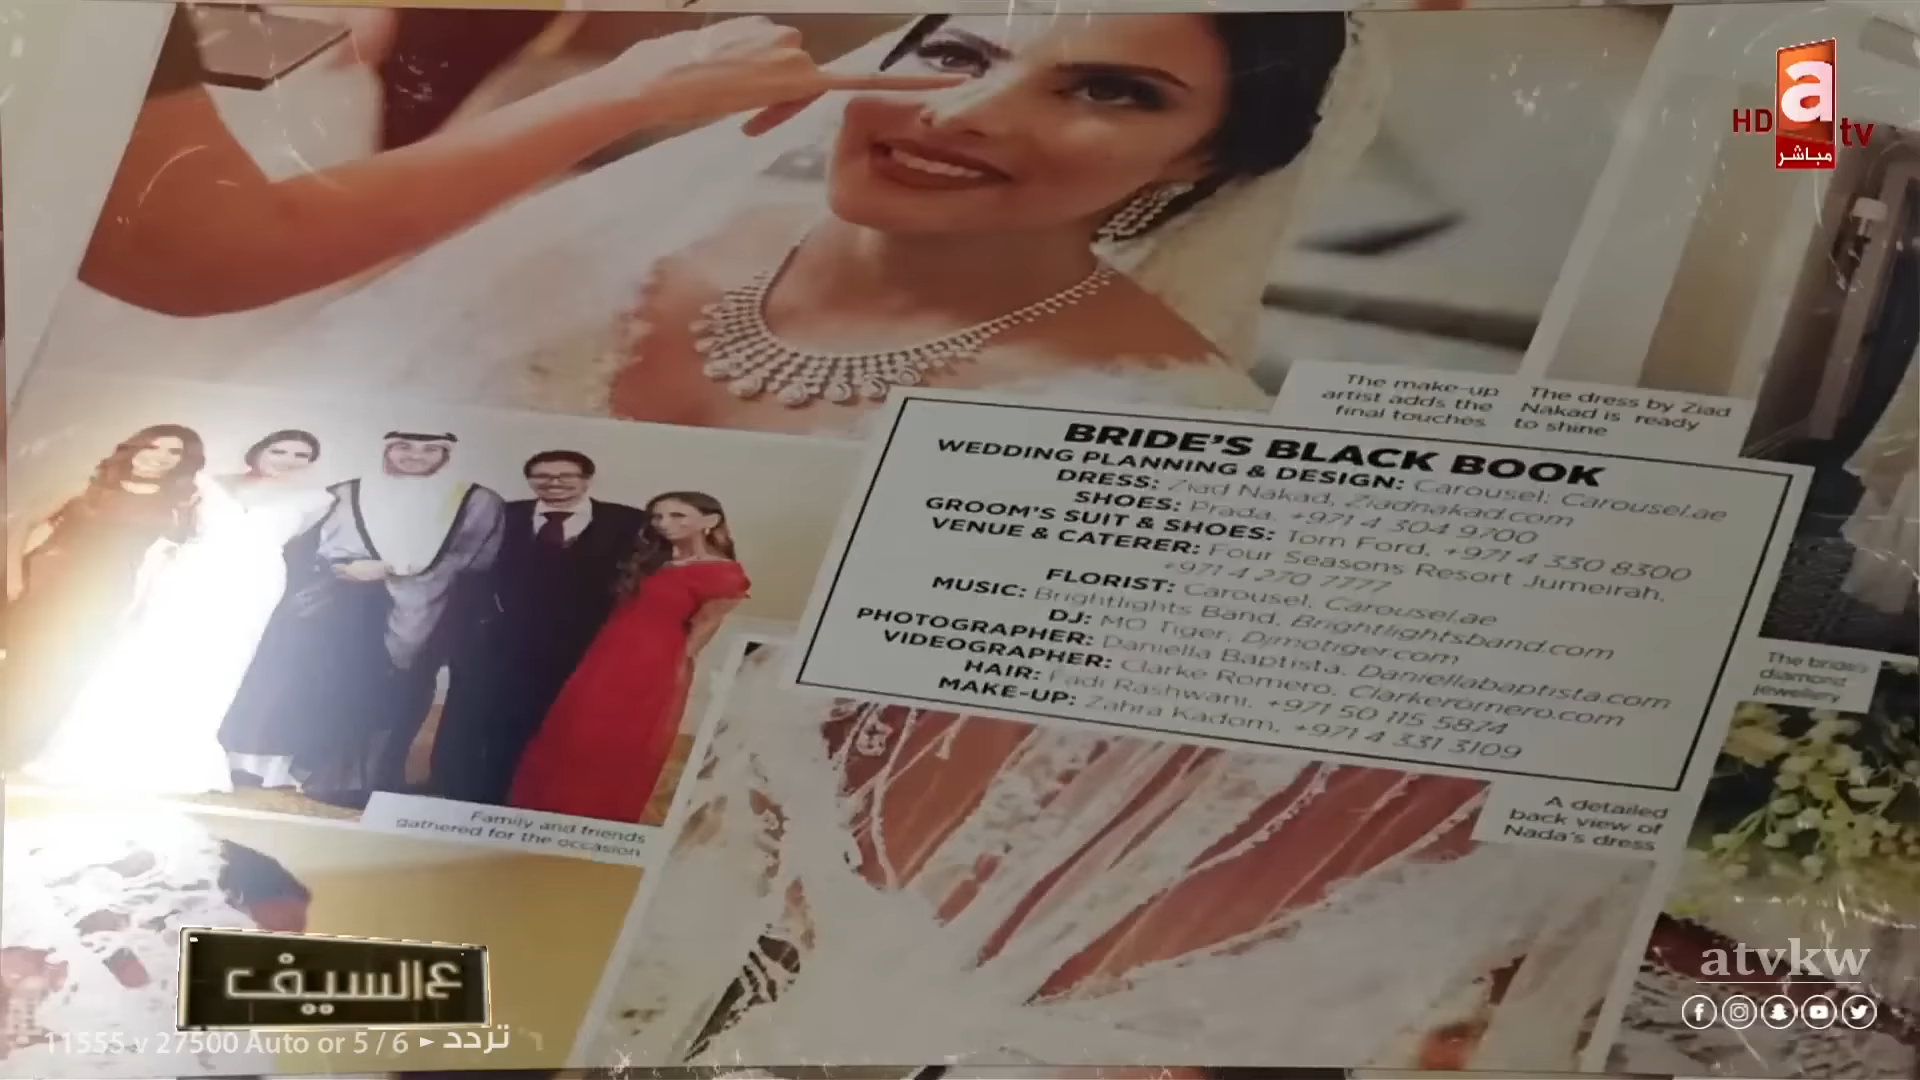 HD
a
tv
مباشر
The make-up
artist adds the
final touches
The dress by Ziad
Nakad is ready
to shine
BRIDE'S BLACK BOOK
WEDDING PLANNING & DESIGN: Carousel; Carousel.ae
DRESS: Ziad Nakad, Ziadnakad.com
SHOES: Prada, +971 4 304 9700
GROOM'S SUIT & SHOES: Tom Ford, +971 4 330 8300
VENUE & CATERER: Four Seasons Resort Jumeirah,
+971 4 270 7777
FLORIST: Carousel, Carousel.ae
MUSIC: Brightlights Band, Brightlightsband.com
DJ: MO Tiger, Djmotiger.com
PHOTOGRAPHER: Daniella Baptista, Daniellabaptista.com
VIDEOGRAPHER: Clarke Romero, Clarkeromero.com
HAIR: Fadi Rashwani, +971 50 115 5874
MAKE-UP: Zahra Kadom, +971 4 331 3109
The bride's
diamond
jewellery
Family and friends
gathered for the occasion
A detailed
back view of
Nada's dress
ع السيف
atvkw
11555 v 27500 Auto or 5 / 6 ► تردد